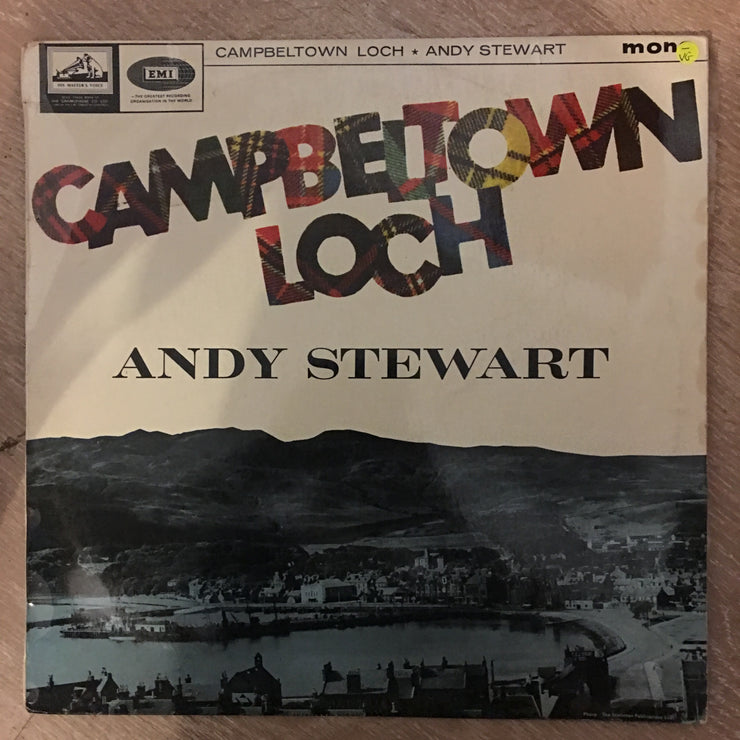 CAMPBELTOWN LOCH ★ ANDY STEWART
mono
VG
HIS MASTER'S VOICE
EMI
—THE GREATEST RECORDING
ORGANISATION IN THE WORLD
CAMPBELTOWN
LOCH
ANDY STEWART